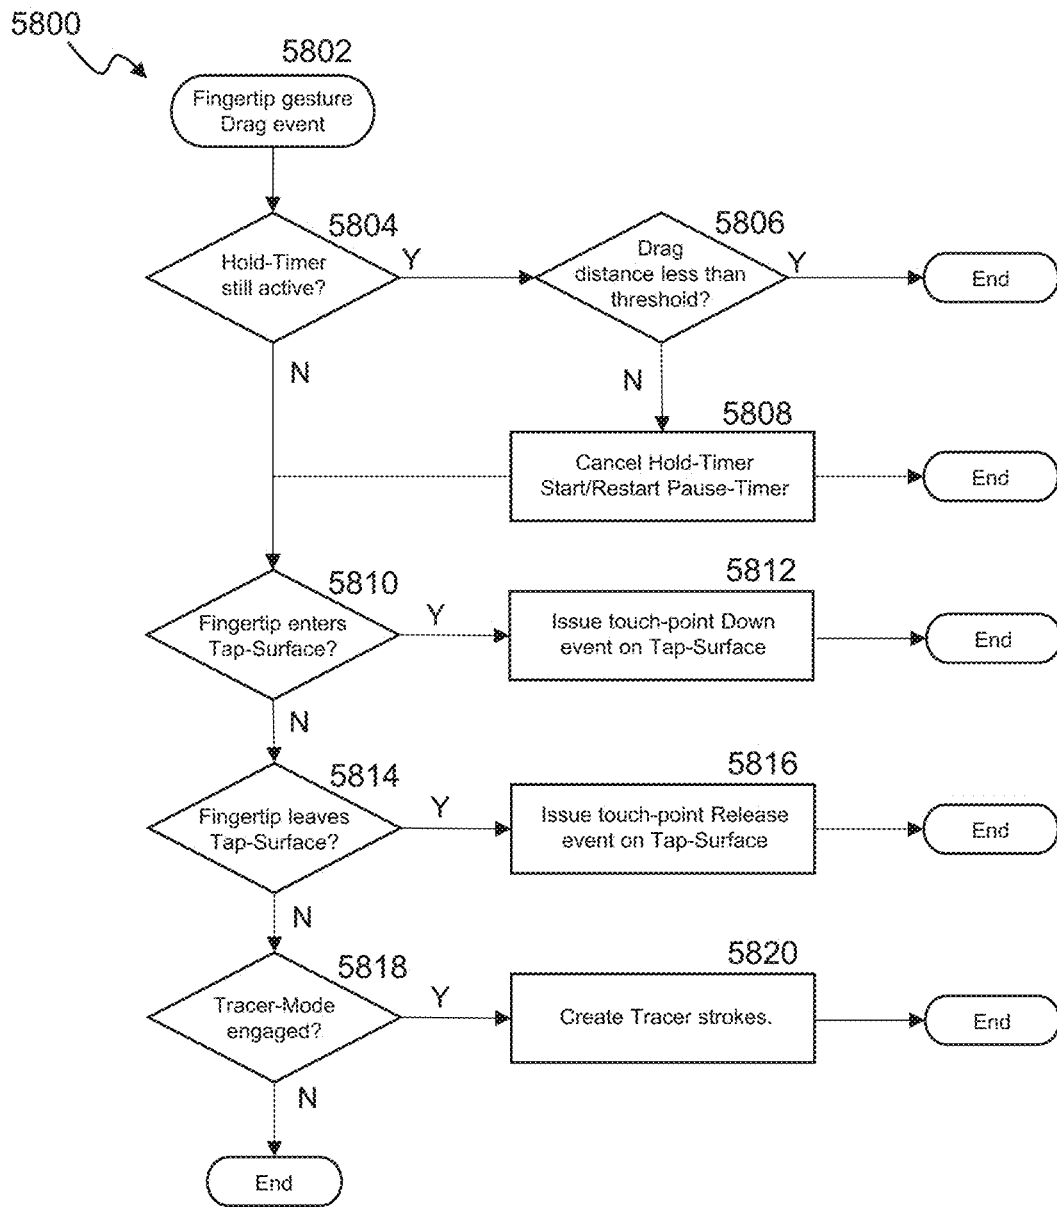 5800
5802
Fingertip gesture
Drag event
5804
Hold-Timer
still active?
Y
5806
Drag
distance less than
threshold?
Y
End
N
N
5808
Cancel Hold-Timer
Start/Restart Pause-Timer
End
5810
Fingertip enters
Tap-Surface?
Y
5812
Issue touch-point Down
event on Tap-Surface
End
N
5814
Fingertip leaves
Tap-Surface?
Y
5816
Issue touch-point Release
event on Tap-Surface
End
N
5818
Tracer-Mode
engaged?
Y
5820
Create Tracer strokes.
End
N
End